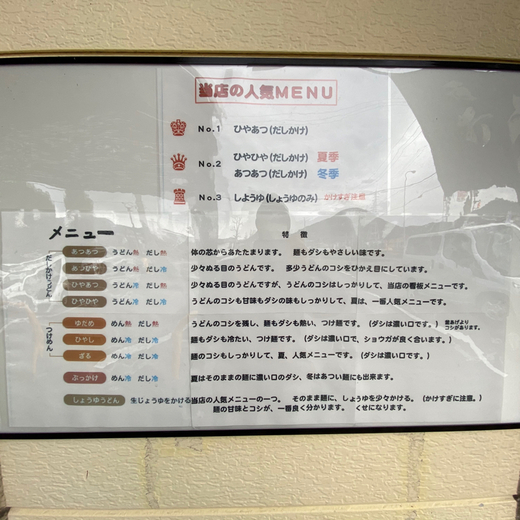 当店の人気MENU
No.1 ひやあつ(だしかけ)
No.2 ひやひや(だしかけ) 夏季
あつあつ(だしかけ) 冬季
No.3 しようゆ(しょうゆのみ) かけすぎ注意
メニュー 特徴
だしかけうどん
あつあつ うどん熱 だし熱 体の芯からあたたまります。 麺もダシもやさしい味です。
あつひや うどん熱 だし冷 少々ぬる目のうどんです。 多少うどんのコシをひかえ目にしています。
ひやあつ うどん冷 だし熱 少々ぬる目のうどんですが、うどんのコシはしっかりして、当店の看板メニューです。
ひやひや うどん冷 だし冷 うどんのコシも甘味もダシの味もしっかりして、夏は、一番人気メニューです。
つけめん
ゆだめ めん熱 だし熱 うどんのコシを残し、麺もダシも熱い、つけ麺です。(ダシは濃い口です。) 釜あげより コシがあります。
ひやし めん冷 だし冷 麺もダシも冷たい、つけ麺です。(ダシは濃い口で、ショウガが良く合います。)
ざる めん冷 だし冷 麺のコシもしっかりして、夏、人気メニューです。(ダシは濃い口です。)
ぶっかけ めん冷 だし冷 夏はそのままの麺に濃い口のダシ、冬はあつい麺にも出来ます。
しょうゆうどん 生じょうゆをかける 当店の人気メニューの一つ。 そのまま麺に、しょうゆを少々かける。(かけすぎに注意。)
麺の甘味とコシが、一番良く分かります。 くせになります。